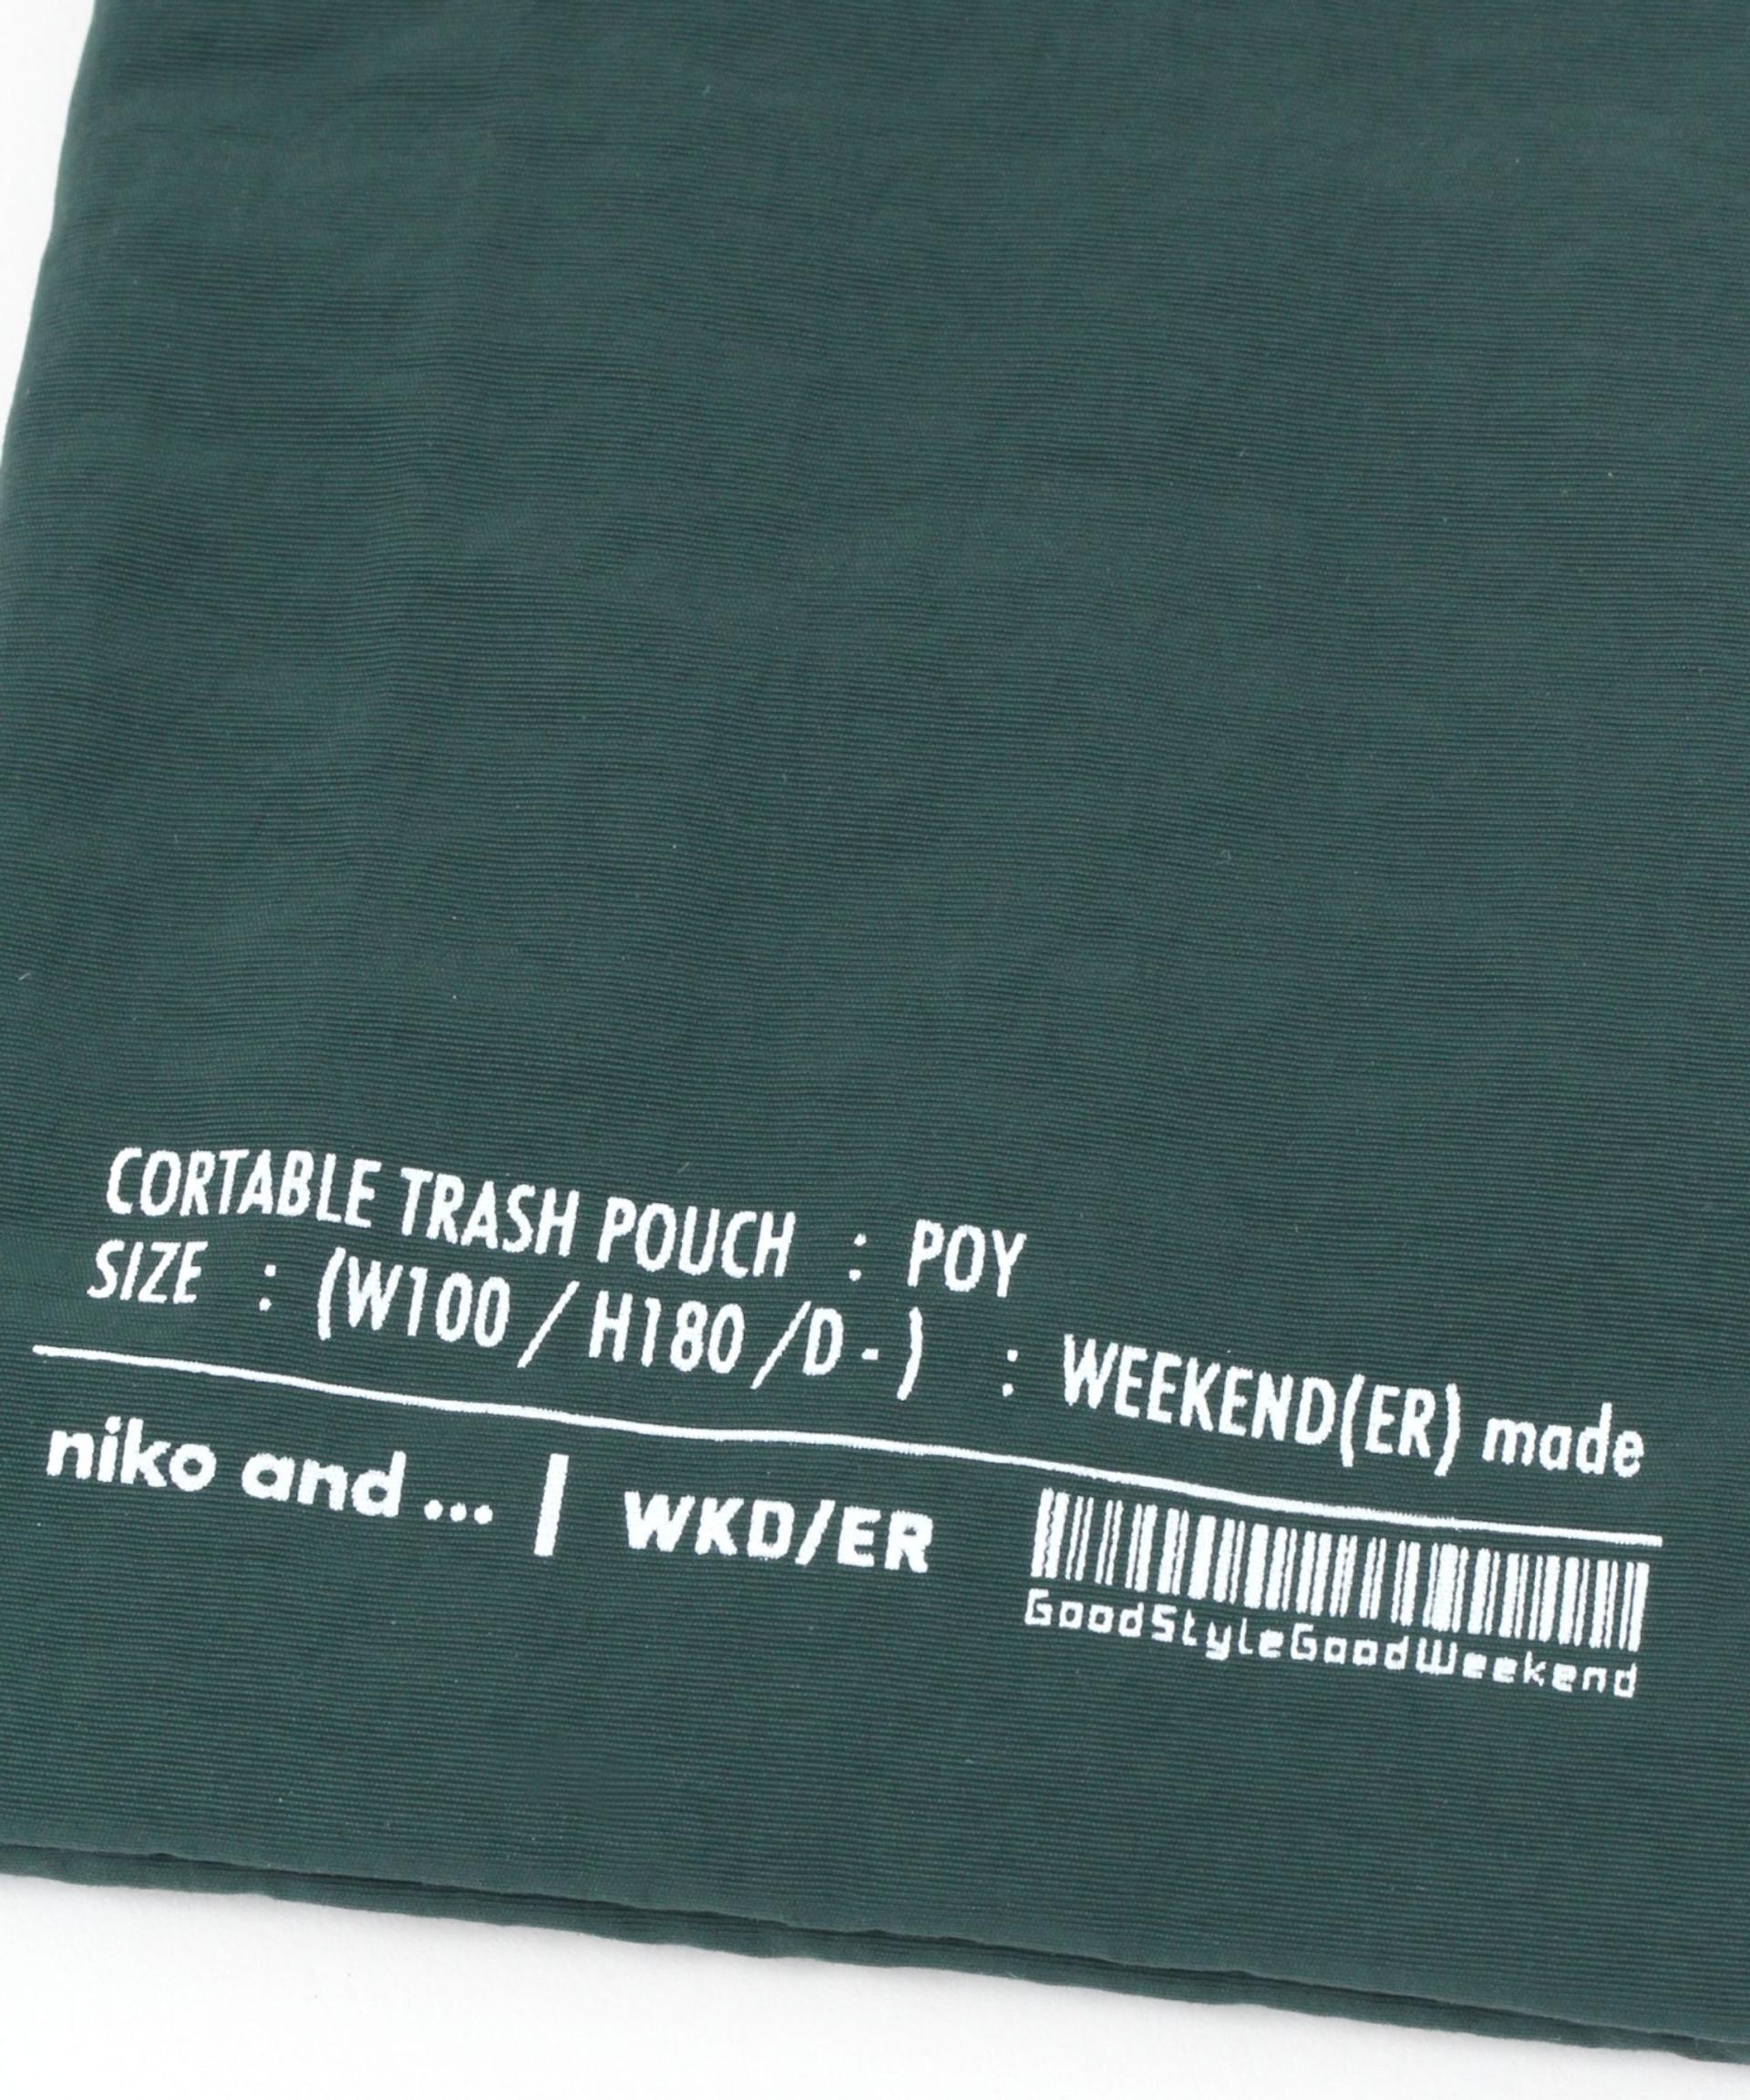 CORTABLE TRASH POUCH : POY
SIZE : (W100 / H180 /D - ) : WEEKEND(ER) made
niko and ... | WKD/ER
GoodStyleGoodWeekend